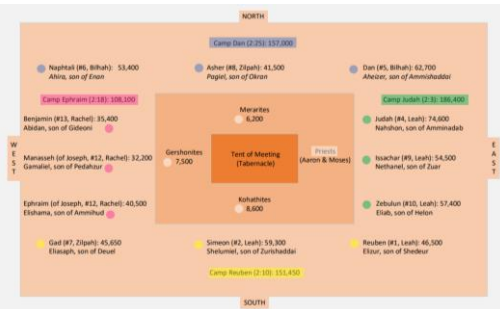 NORTH
Camp Dan (2:25): 157,000
Naphtali (#6, Bilhah): 53,400
Ahira, son of Enan
Asher (#8, Zilpah): 41,500
Pagiel, son of Okran
Dan (#5, Bilhah): 62,700
Aheizer, son of Ammishaddai
Camp Ephraim (2:18): 108,100
Camp Judah (2:3): 186,400
Benjamin (#13, Rachel): 35,400
Abidan, son of Gideoni
Merarites
6,200
Judah (#4, Leah): 74,600
Nahshon, son of Amminadeb
WEST
Manasseh (of Joseph, #12, Rachel): 32,200
Gamaliel, son of Pedahzur
Gershonites
7,500
Tent of Meeting
(Tabernacle)
Priests
(Aaron & Moses)
Issachar (#9, Leah): 54,500
Nethanel, son of Zuar
EAST
Ephraim (of Joseph, #12, Rachel): 40,500
Elishama, son of Ammihud
Kohathites
8,600
Zebulun (#10, Leah): 57,400
Eliab, son of Helon
Gad (#7, Zilpah): 45,650
Eliasaph, son of Deuel
Simeon (#2, Leah): 59,300
Shelumiel, son of Zurishaddai
Reuben (#1, Leah): 46,500
Elizur, son of Shedeur
Camp Reuben (2:10): 151,450
SOUTH